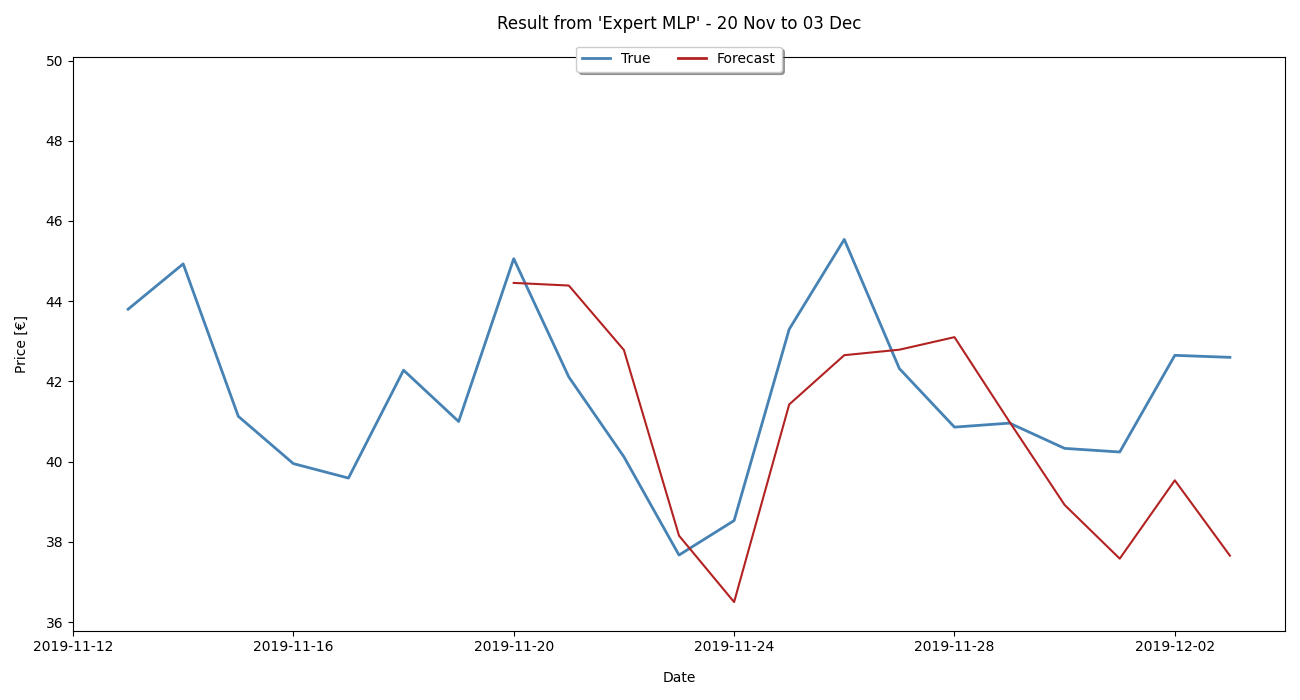 Result from 'Expert MLP' - 20 Nov to 03 Dec
True Forecast
50
48
46
44
42
40
38
36
Price [€]
2019-11-12 2019-11-16 2019-11-20 2019-11-24 2019-11-28 2019-12-02
Date